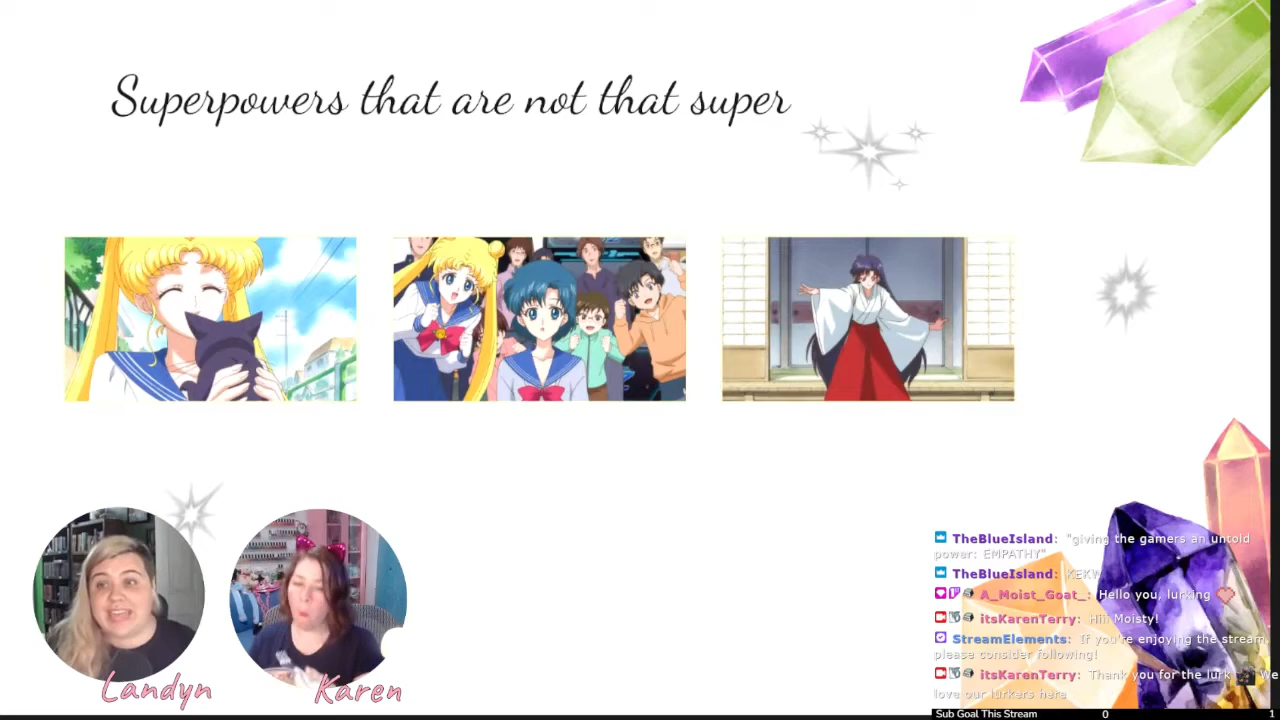 Superpowers that are not that super
Landyn
Karen
TheBlueIsland: "giving the gamers an untold
power: EMPATHY"
TheBlueIsland: KEKW
A_Moist_Goat_: Hello you, lurking
itsKarenTerry: Hiii Moisty!
StreamElements: If you're enjoying the stream,
please consider following!
itsKarenTerry: Thank you for the lurk We
love our lurkers here
Sub Goal This Stream 0 1